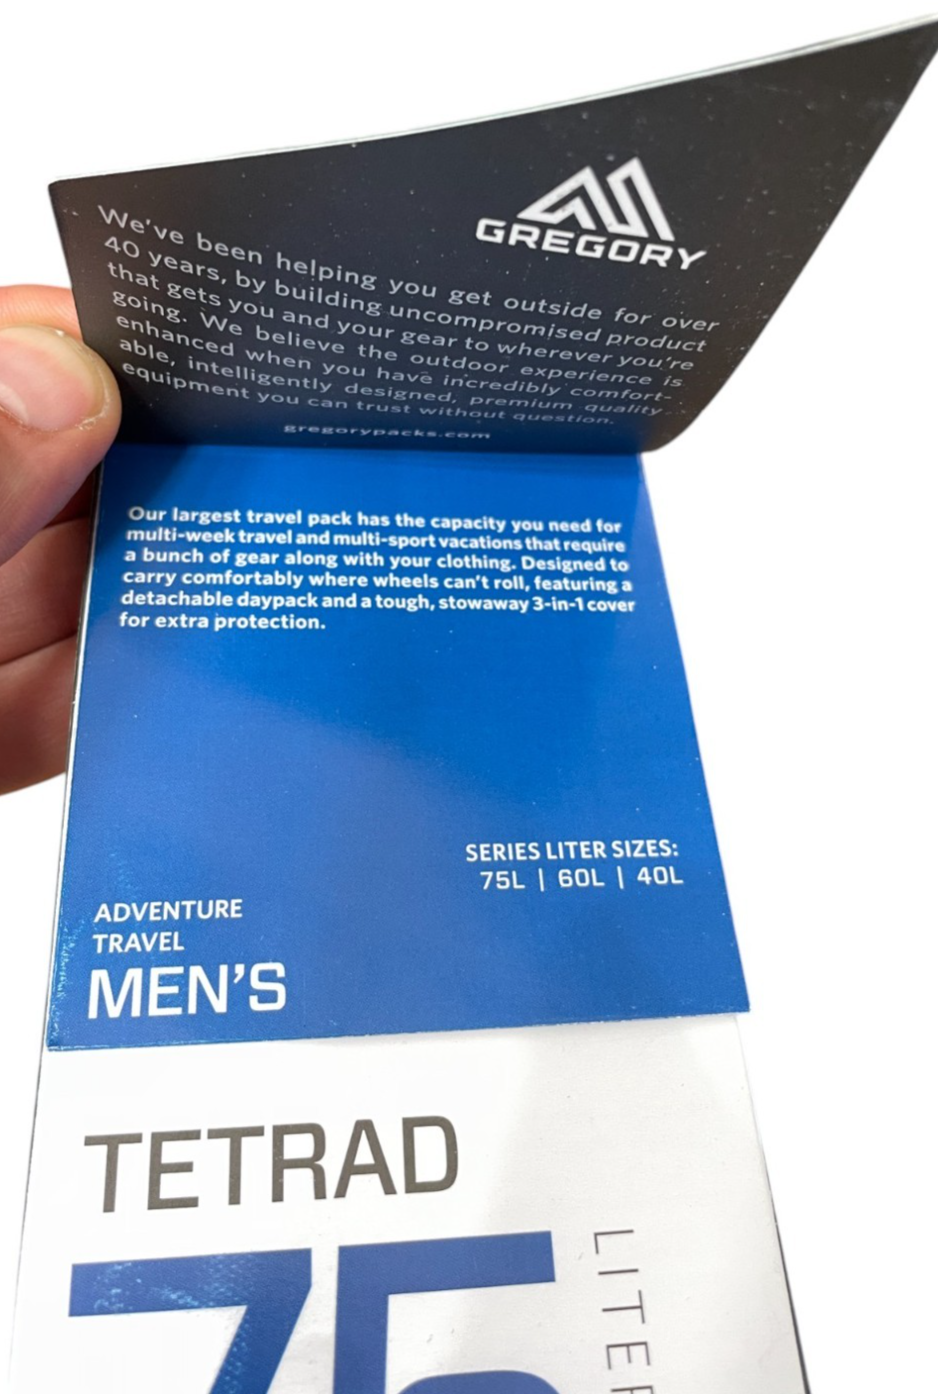 GREGORY
We've been helping you get outside for over
40 years, by building uncompromised product
that gets you and your gear to wherever you're
going. We believe the outdoor experience is
enhanced when you have incredibly comfort-
able, intelligently designed, premium quality
equipment you can trust without question.
gregorypacks.com
Our largest travel pack has the capacity you need for
multi-week travel and multi-sport vacations that require
a bunch of gear along with your clothing. Designed to
carry comfortably where wheels can't roll, featuring a
detachable daypack and a tough, stowaway 3-in-1 cover
for extra protection.
SERIES LITER SIZES:
75L | 60L | 40L
ADVENTURE
TRAVEL
MEN'S
TETRAD
75
LITER